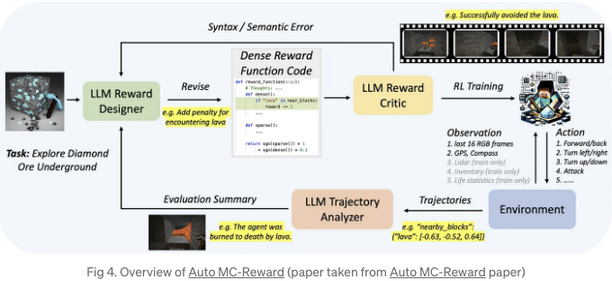 Syntax / Semantic Error
e.g. Successfully avoided the lava.
Dense Reward
Function Code
def reward_function(args):
# Thoughts: ...
def dense():
if "lava" in near_blocks:
reward -= 1
...
def sparse():
...
return sgn(sparse()) * 1
+ sgn(dense()) * 0.1
LLM Reward
Designer
Revise
e.g. Add penalty for
encountering lava
LLM Reward
Critic
RL Training
Task: Explore Diamond
Ore Underground
Observation
1. last 16 RGB frames
2. GPS, Compass
3. Lidar (train only)
4. Inventory (train only)
5. Life statistics (train only)
Action
1. Forward/back
2. Turn left/right
3. Turn up/down
4. Attack
5. ......
Evaluation Summary
e.g. The agent was
burned to death by lava.
LLM Trajectory
Analyzer
Trajectories
e.g. "nearby_blocks":
{"lava": [-0.63, -0.52, 0.64]}
Environment
Fig 4. Overview of Auto MC-Reward (paper taken from Auto MC-Reward paper)